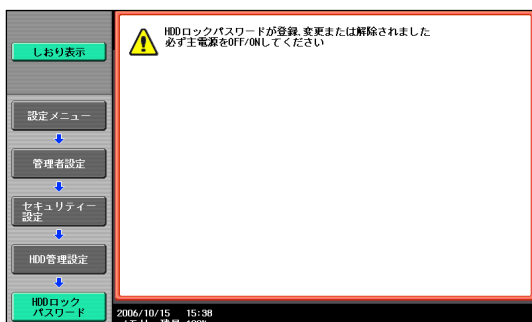 HDDロックパスワードが登録、変更または解除されました
必ず主電源をOFF/ONしてください
しおり表示
設定メニュー
管理者設定
セキュリティー
設定
HDD管理設定
HDDロック
パスワード
2006/10/15 15:38